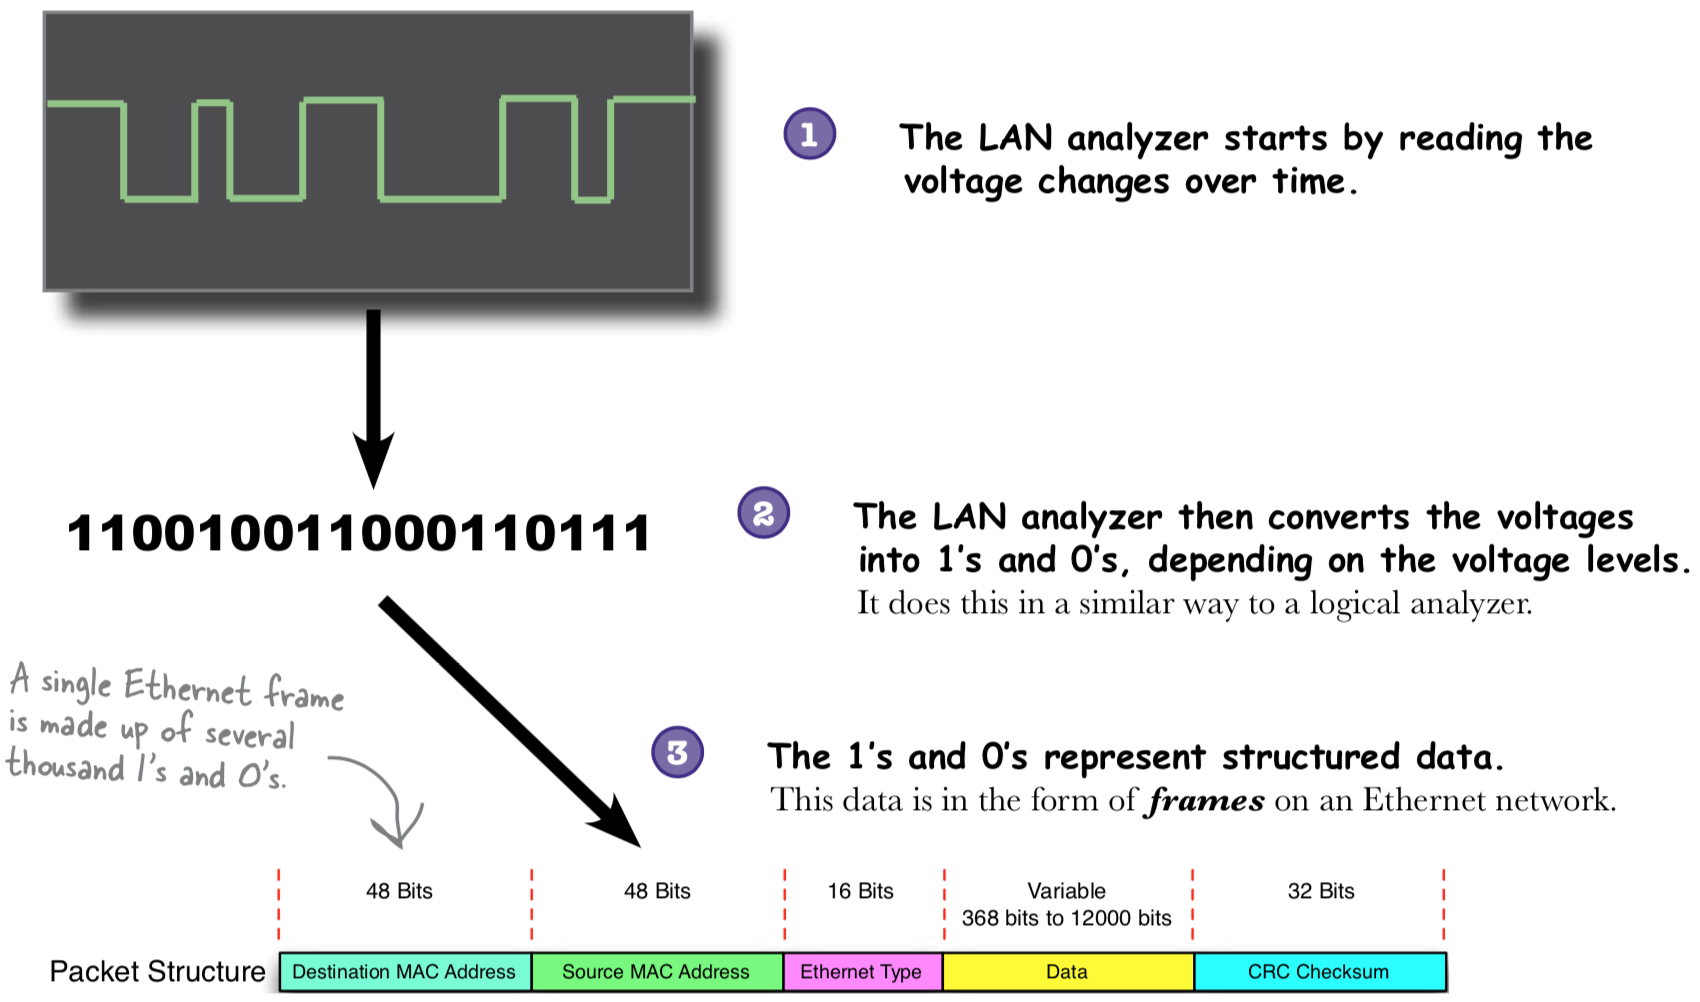 1
The LAN analyzer starts by reading the
voltage changes over time.
110010011000110111
2
The LAN analyzer then converts the voltages
into 1's and 0's, depending on the voltage levels.
It does this in a similar way to a logical analyzer.
A single Ethernet frame
is made up of several
thousand 1's and 0's.
3
The 1's and 0's represent structured data.
This data is in the form of frames on an Ethernet network.
48 Bits
48 Bits
16 Bits
Variable
368 bits to 12000 bits
32 Bits
Packet Structure
Destination MAC Address
Source MAC Address
Ethernet Type
Data
CRC Checksum